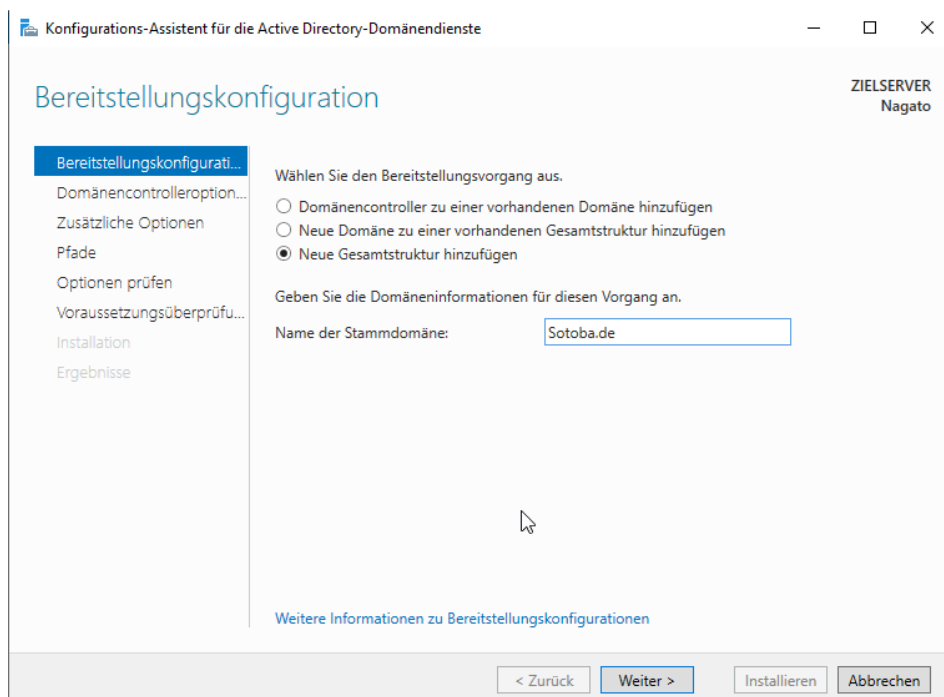 Konfigurations-Assistent für die Active Directory-Domänendienste
Bereitstellungskonfiguration
ZIELSERVER
Nagato
Bereitstellungskonfigurati...
Domänencontrolleroption...
Zusätzliche Optionen
Pfade
Optionen prüfen
Voraussetzungsüberprüfu...
Installation
Ergebnisse
Wählen Sie den Bereitstellungsvorgang aus.
Domänencontroller zu einer vorhandenen Domäne hinzufügen
Neue Domäne zu einer vorhandenen Gesamtstruktur hinzufügen
Neue Gesamtstruktur hinzufügen
Geben Sie die Domäneninformationen für diesen Vorgang an.
Name der Stammdomäne: Sotoba.de
Weitere Informationen zu Bereitstellungskonfigurationen
< Zurück Weiter > Installieren Abbrechen